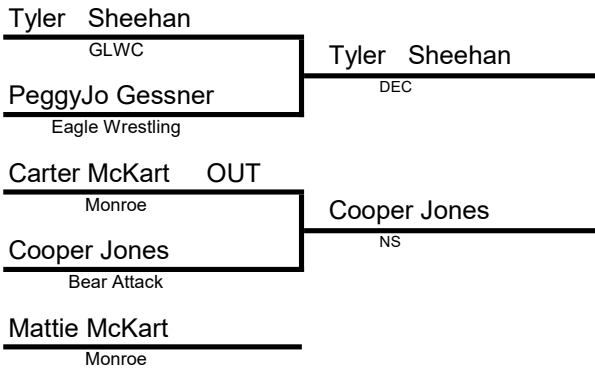 Tyler Sheehan
GLWC
Tyler Sheehan
DEC
PeggyJo Gessner
Eagle Wrestling
Carter McKart OUT
Monroe
Cooper Jones
NS
Cooper Jones
Bear Attack
Mattie McKart
Monroe